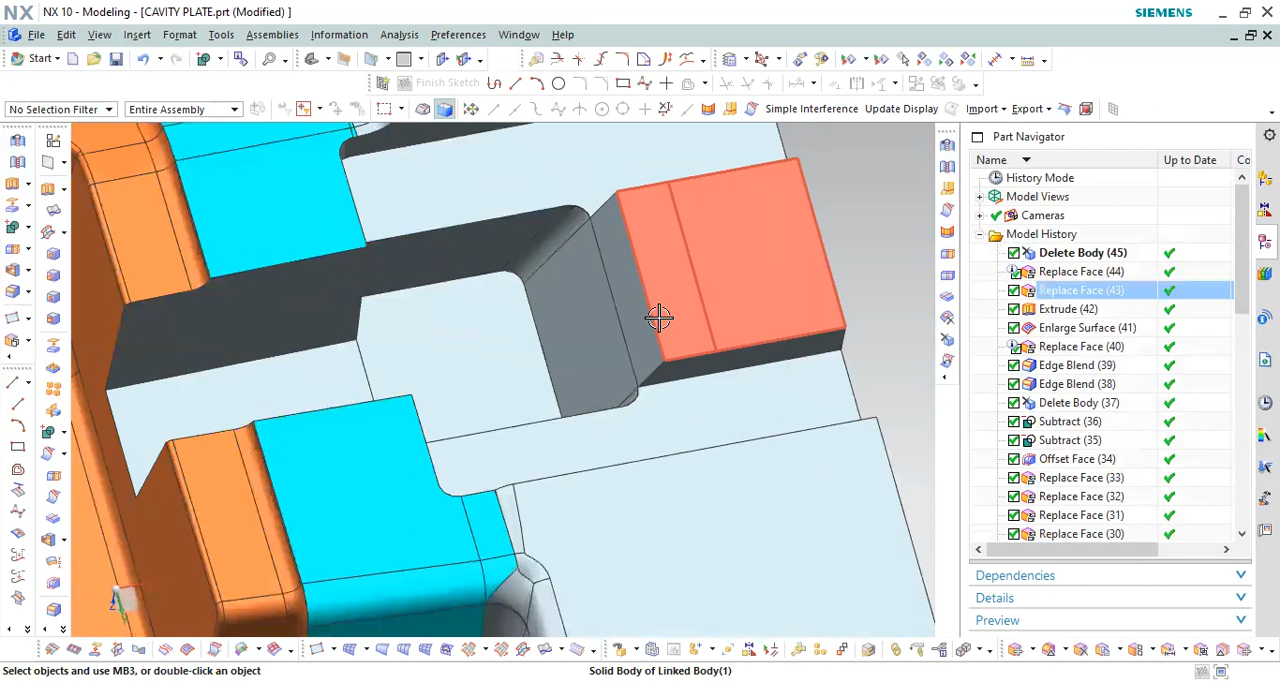 NX NX 10 - Modeling - [CAVITY PLATE.prt (Modified) ] SIEMENS
File Edit View Insert Format Tools Assemblies Information Analysis Preferences Window Help
Start
Finish Sketch
No Selection Filter Entire Assembly Simple Interference Update Display Import Export
Part Navigator
Name Up to Date Co
History Mode
Model Views
Cameras
Model History
Delete Body (45)
Replace Face (44)
Replace Face (43)
Extrude (42)
Enlarge Surface (41)
Replace Face (40)
Edge Blend (39)
Edge Blend (38)
Delete Body (37)
Subtract (36)
Subtract (35)
Offset Face (34)
Replace Face (33)
Replace Face (32)
Replace Face (31)
Replace Face (30)
Dependencies
Details
Preview
Z
Select objects and use MB3, or double-click an object Solid Body of Linked Body(1)